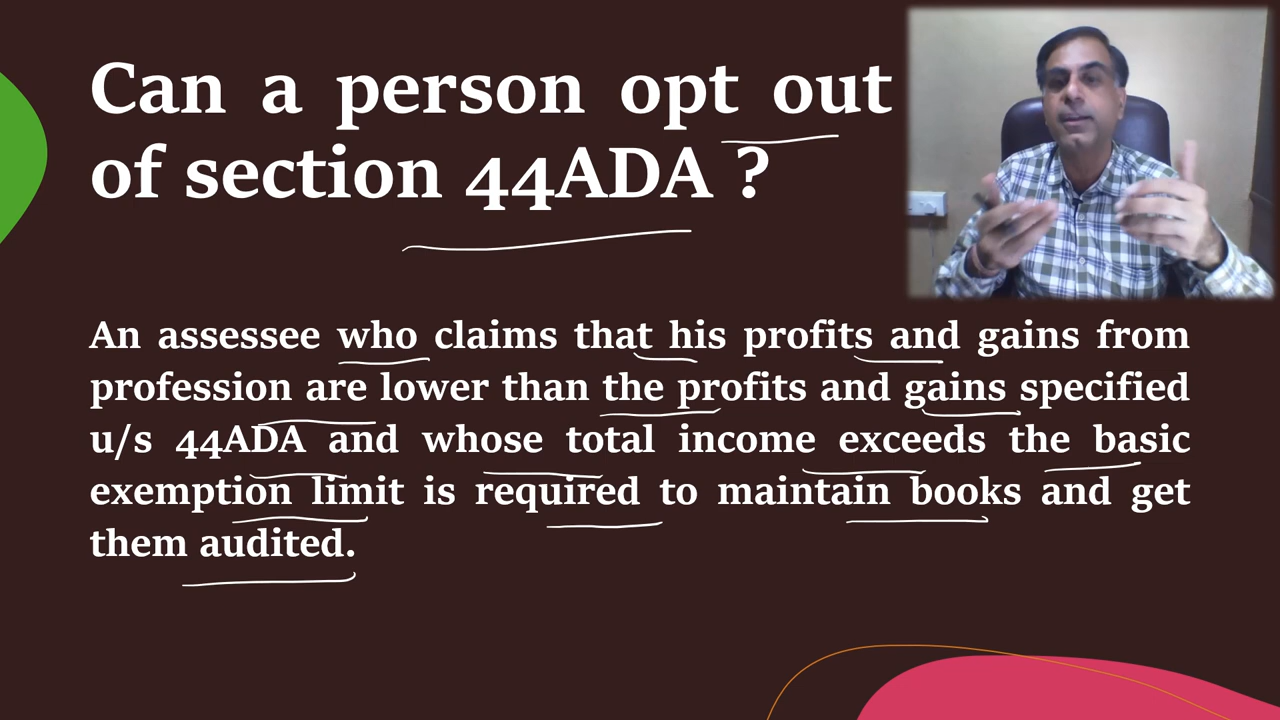 Can a person opt out
of section 44ADA ?
An assessee who claims that his profits and gains from
profession are lower than the profits and gains specified
u/s 44ADA and whose total income exceeds the basic
exemption limit is required to maintain books and get
them audited.